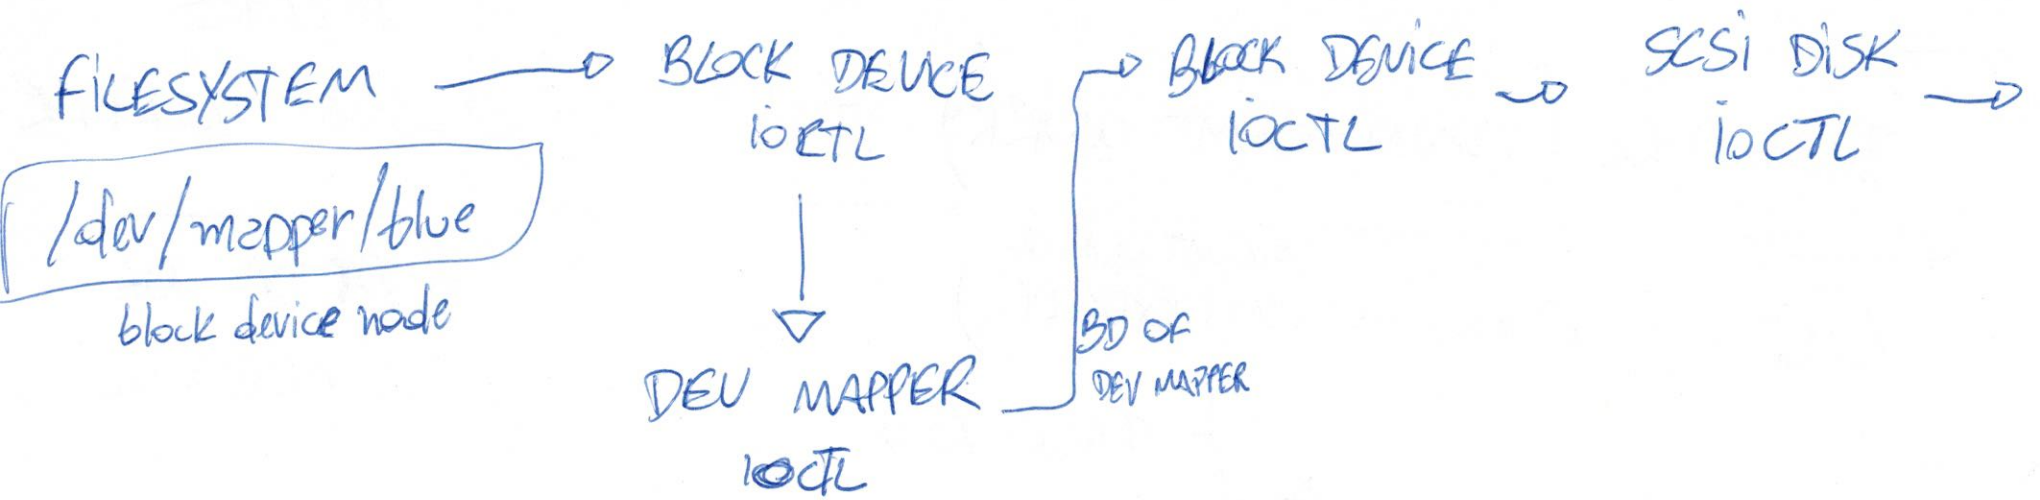 FILESYSTEM
/dev/mapper/blue
block device node
BLOCK DEVICE
iOCTL
DEV MAPPER
IOCTL
BD OF
DEV MAPPER
BLOCK DEVICE
iOCTL
SCSi DiSK
iOCTL